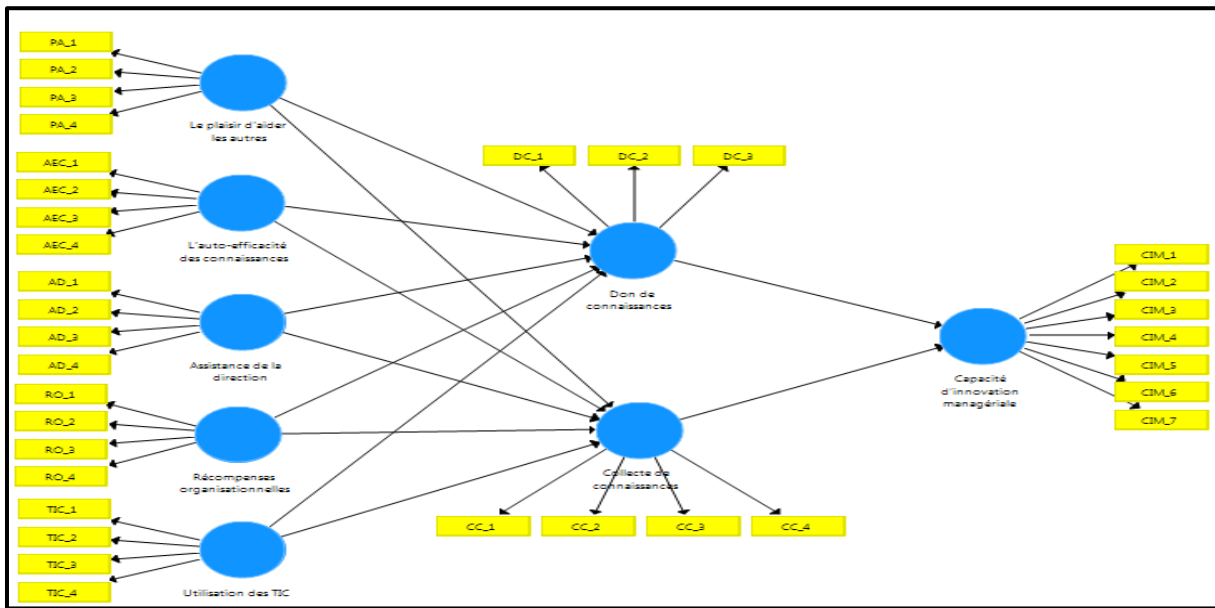 PA_1
PA_2
PA_3
PA_4
Le plaisir d'aider
les autres
AEC_1
AEC_2
AEC_3
AEC_4
L'auto-efficacité
des connaissances
AD_1
AD_2
AD_3
AD_4
Assistance de la
direction
RO_1
RO_2
RO_3
RO_4
Récompenses
organisationnelles
TIC_1
TIC_2
TIC_3
TIC_4
Utilisation des TIC
DC_1
DC_2
DC_3
Don de
connaissances
Collecte de
connaissances
CC_1
CC_2
CC_3
CC_4
CIM_1
CIM_2
CIM_3
CIM_4
CIM_5
CIM_6
CIM_7
Capacité
d'innovation
managériale